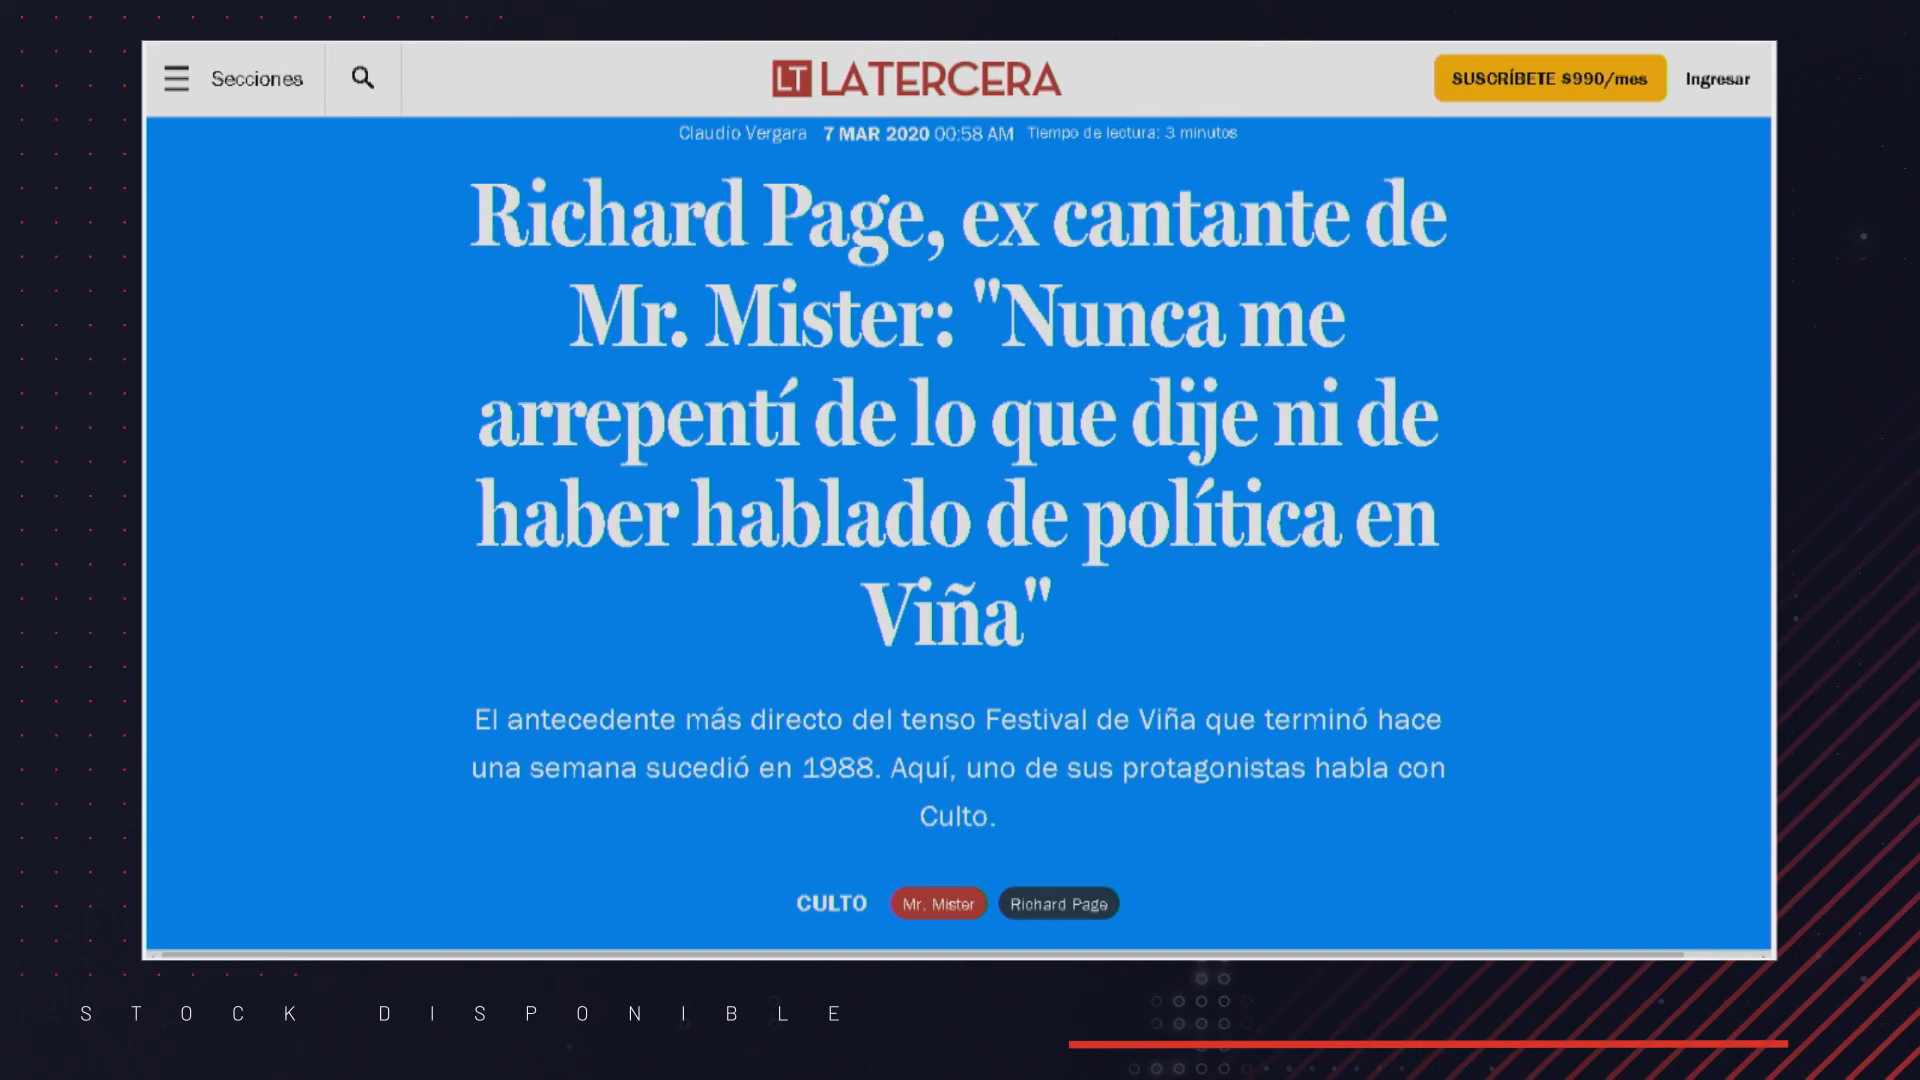 Secciones
LT LATERCERA
SUSCRÍBETE $990/mes
Ingresar
Claudio Vergara 7 MAR 2020 00:58 AM Tiempo de lectura: 3 minutos
Richard Page, ex cantante de
Mr. Mister: "Nunca me
arrepentí de lo que dije ni de
haber hablado de política en
Viña"
El antecedente más directo del tenso Festival de Viña que terminó hace
una semana sucedió en 1988. Aquí, uno de sus protagonistas habla con
Culto.
CULTO Mr. Mister Richard Page
STOCK DISPONIBLE